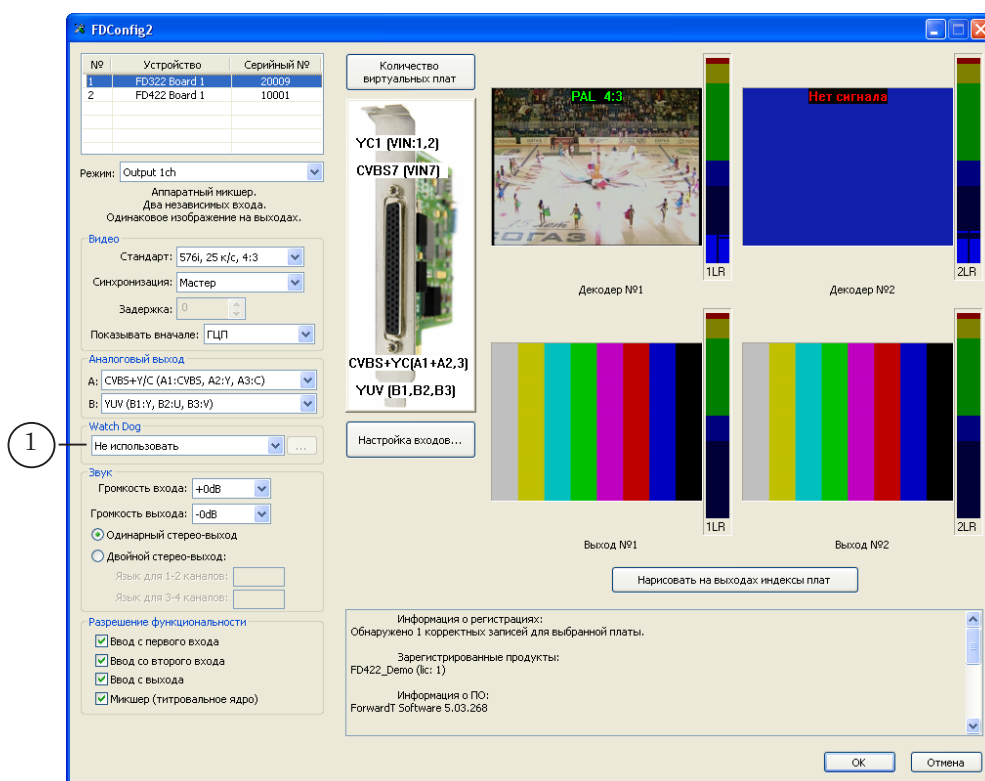 FDConfig2
№ Устройство Серийный №
1 FD322 Board 1 20009
2 FD422 Board 1 10001
Режим: Output 1ch
Аппаратный микшер.
Два независимых входа.
Одинаковое изображение на выходах.
Видео
Стандарт: 576i, 25 к/с, 4:3
Синхронизация: Мастер
Задержка: 0
Показывать вначале: ГЦП
Аналоговый выход
A: CVBS+Y/C (A1:CVBS, A2:Y, A3:C)
B: YUV (B1:Y, B2:U, B3:V)
Watch Dog
1
Не использовать ...
Звук
Громкость входа: +0dB
Громкость выхода: -0dB
Одинарный стерео-выход
Двойной стерео-выход:
Язык для 1-2 каналов:
Язык для 3-4 каналов:
Разрешение функциональности
Ввод с первого входа
Ввод со второго входа
Ввод с выхода
Микшер (титровальное ядро)
Количество
виртуальных плат
YC1 (VIN:1,2)
CVBS7 (VIN7)
CVBS+YC(A1+A2,3)
YUV (B1,B2,B3)
Настройка входов...
PAL 4:3
15 лет
ОГАЗ
1LR
Декодер №1
Нет сигнала
2LR
Декодер №2
1LR
Выход №1
2LR
Выход №2
Нарисовать на выходах индексы плат
Информация о регистрациях:
Обнаружено 1 корректных записей для выбранной платы.
Зарегистрированные продукты:
FD422_Demo (lic: 1)
Информация о ПО:
ForwardT Software 5.03.268
OK Отмена